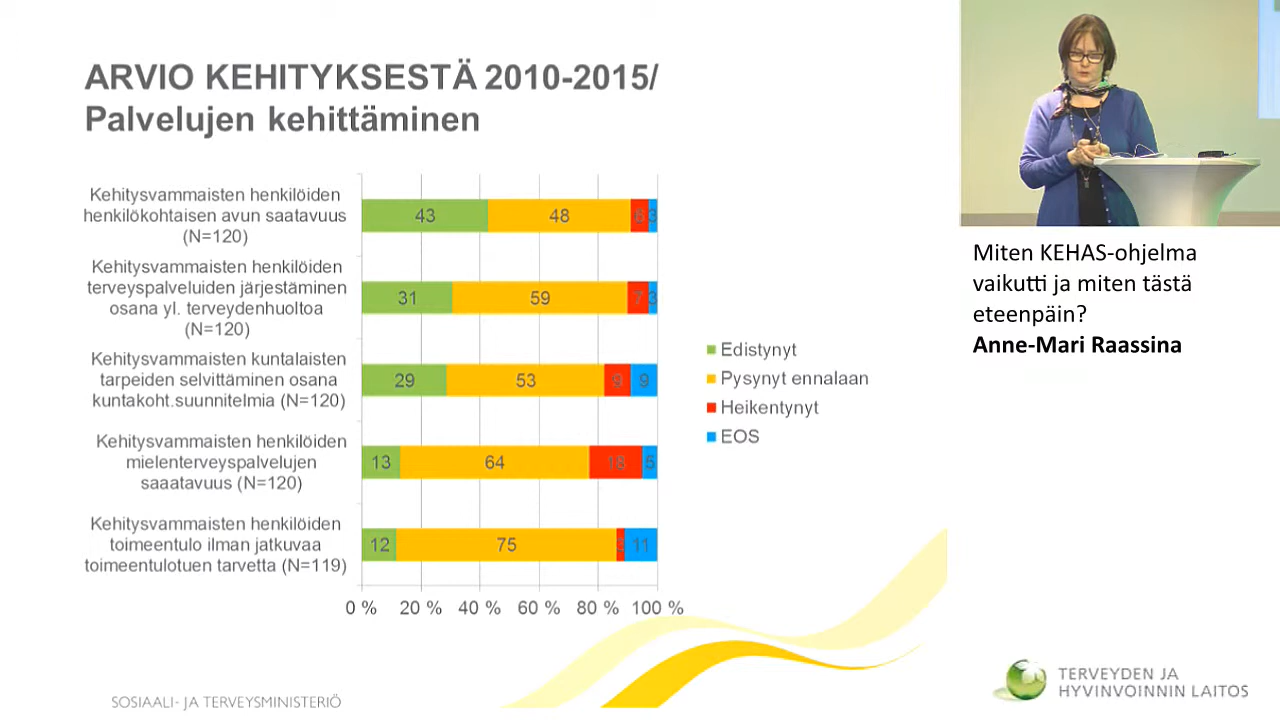 ARVIO KEHITYKSESTÄ 2010-2015/
Palvelujen kehittäminen
Kehitysvammaisten henkilöiden
henkilökohtaisen avun saatavuus
(N=120)
43 48 6 3
Kehitysvammaisten henkilöiden
terveyspalveluiden järjestäminen
osana yl. terveydenhuoltoa
(N=120)
31 59 7 3
Kehitysvammaisten kuntalaisten
tarpeiden selvittäminen osana
kuntakoht.suunnitelmia (N=120)
29 53 9 9
Kehitysvammaisten henkilöiden
mielenterveyspalvelujen
saaatavuus (N=120)
13 64 18 5
Kehitysvammaisten henkilöiden
toimeentulo ilman jatkuvaa
toimeentulotuen tarvetta (N=119)
12 75 11
0 % 20 % 40 % 60 % 80 % 100 %
Edistynyt
Pysynyt ennalaan
Heikentynyt
EOS
SOSIAALI- JA TERVEYSMINISTERIÖ
Miten KEHAS-ohjelma
vaikutti ja miten tästä
eteenpäin?
Anne-Mari Raassina
TERVEYDEN JA
HYVINVOINNIN LAITOS